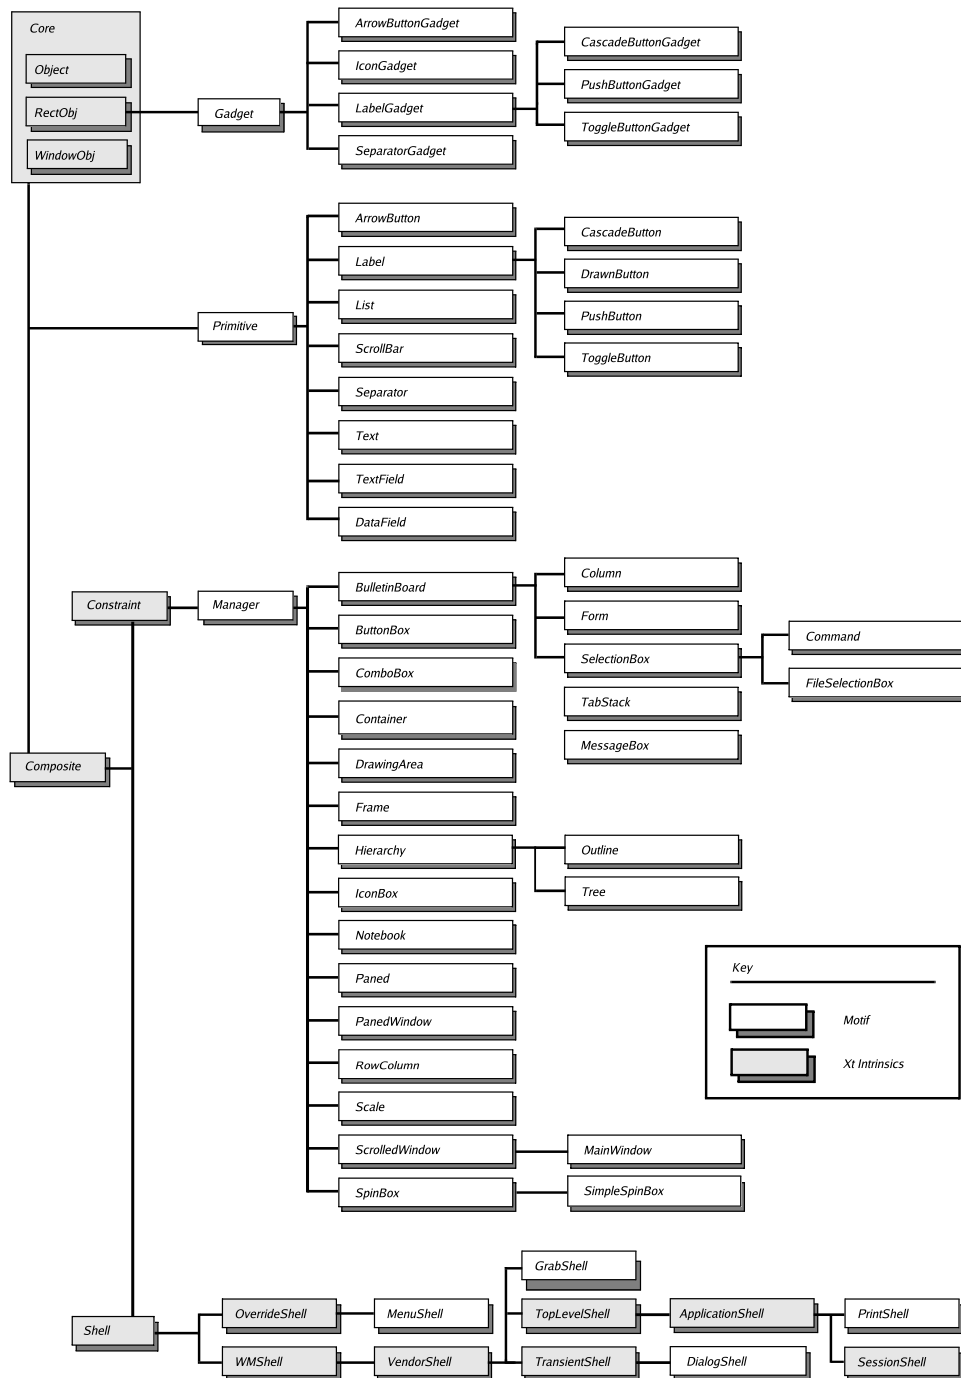 Core
Object
RectObj
WindowObj
Gadget
ArrowButtonGadget
IconGadget
LabelGadget
SeparatorGadget
CascadeButtonGadget
PushButtonGadget
ToggleButtonGadget
Primitive
ArrowButton
Label
List
ScrollBar
Separator
Text
TextField
DataField
CascadeButton
DrawnButton
PushButton
ToggleButton
Constraint
Manager
BulletinBoard
ButtonBox
ComboBox
Container
DrawingArea
Frame
Hierarchy
IconBox
Notebook
Paned
PanedWindow
RowColumn
Scale
ScrolledWindow
SpinBox
Column
Form
SelectionBox
TabStack
MessageBox
Command
FileSelectionBox
Outline
Tree
MainWindow
SimpleSpinBox
Composite
Key
Motif
Xt Intrinsics
Shell
OverrideShell
MenuShell
WMShell
VendorShell
GrabShell
TopLevelShell
ApplicationShell
PrintShell
TransientShell
DialogShell
SessionShell